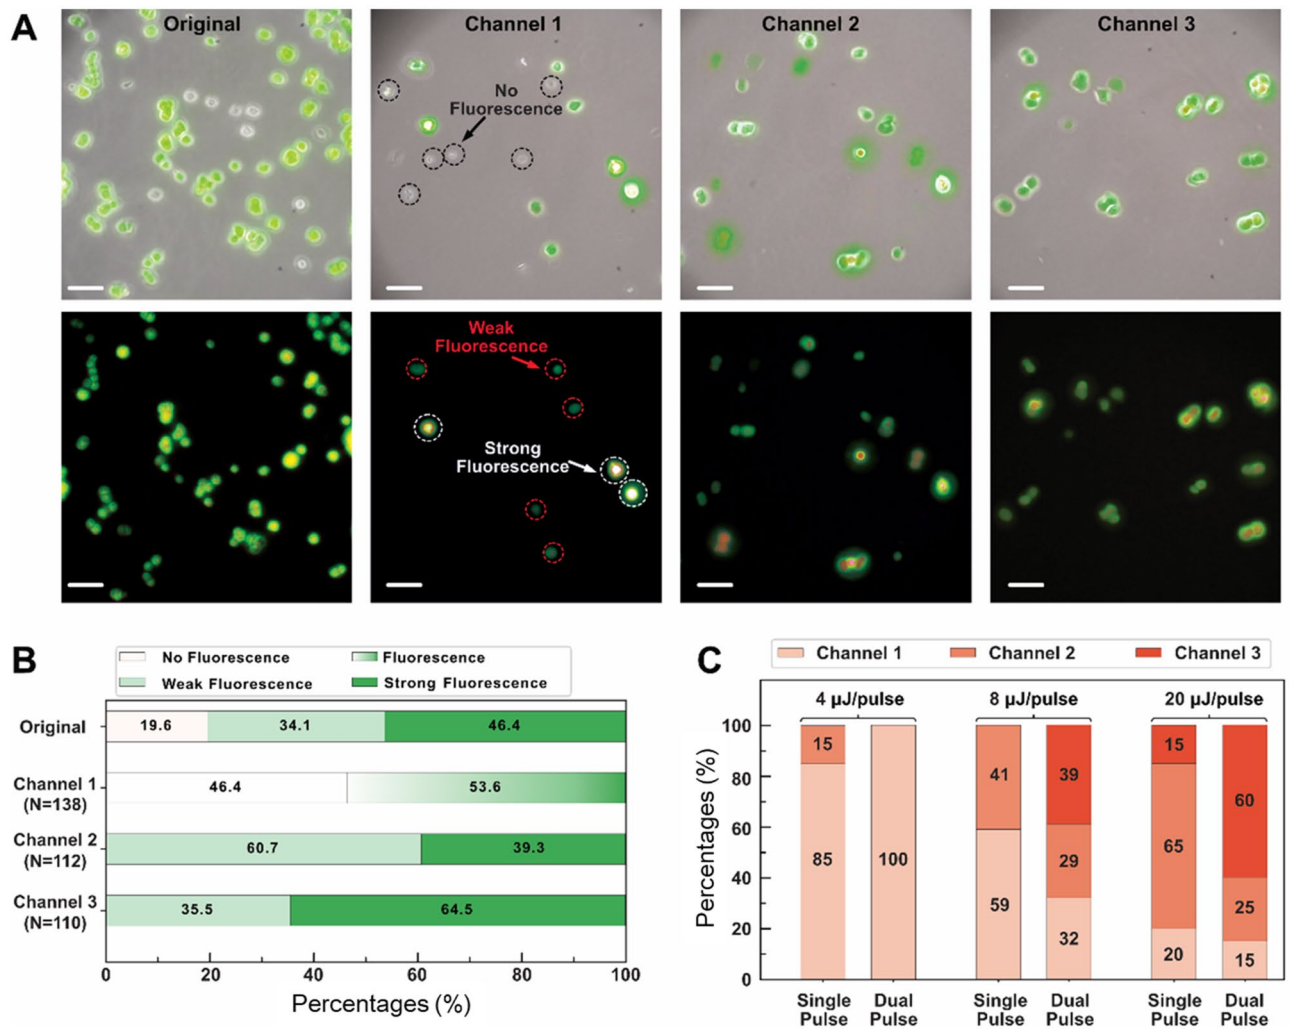 A
Original
Channel 1
Channel 2
Channel 3
No
Fluorescence
Weak
Fluorescence
Strong
Fluorescence
B
No Fluorescence
Fluorescence
Weak Fluorescence
Strong Fluorescence
Original
19.6
34.1
46.4
Channel 1
(N=138)
46.4
53.6
Channel 2
(N=112)
60.7
39.3
Channel 3
(N=110)
35.5
64.5
0
20
40
60
80
100
Percentages (%)
C
Channel 1
Channel 2
Channel 3
4 µJ/pulse
8 µJ/pulse
20 µJ/pulse
Percentages (%)
100
80
60
40
20
0
15
85
100
41
59
39
29
32
15
65
20
60
25
15
Single
Pulse
Dual
Pulse
Single
Pulse
Dual
Pulse
Single
Pulse
Dual
Pulse